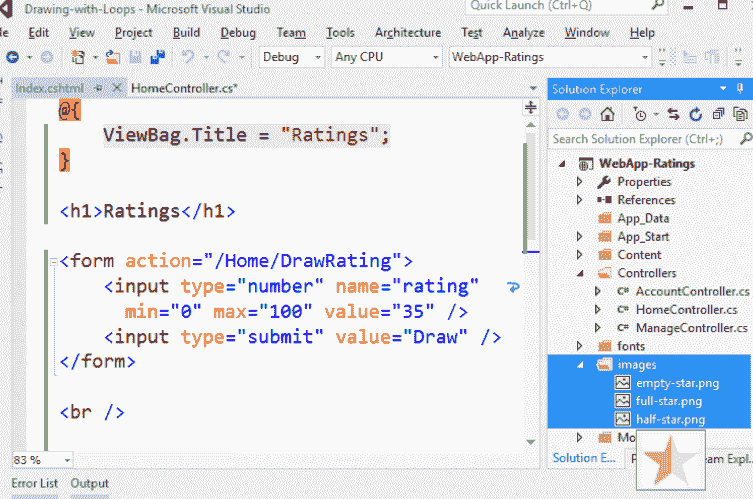 Drawing-with-Loops - Microsoft Visual Studio
Quick Launch (Ctrl+Q)
Edit View Project Build Debug Team Tools Architecture Test Analyze Window Help
Debug Any CPU WebApp-Ratings
Index.cshtml HomeController.cs*
@{
ViewBag.Title = "Ratings";
}
<h1>Ratings</h1>
<form action="/Home/DrawRating">
<input type="number" name="rating"
min="0" max="100" value="35" />
<input type="submit" value="Draw" />
</form>
<br />
83 %
Error List Output
Solution Explorer
Search Solution Explorer (Ctrl+;)
WebApp-Ratings
Properties
References
App_Data
App_Start
Content
Controllers
C# AccountController.cs
C# HomeController.cs
C# ManageController.cs
fonts
images
empty-star.png
full-star.png
half-star.png
Solution E...